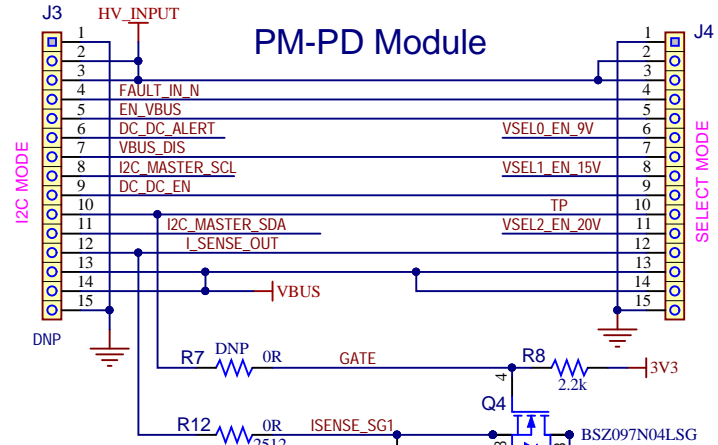 J3
HV_INPUT
PM-PD Module
J4
1
1
2
2
3
3
FAULT_IN_N
4
4
EN_VBUS
5
5
DC_DC_ALERT
6
VSEL0_EN_9V
6
VBUS_DIS
7
7
I2C_MASTER_SCL
8
VSEL1_EN_15V
8
DC_DC_EN
9
9
10
TP
10
I2C_MASTER_SDA
11
VSEL2_EN_20V
11
I_SENSE_OUT
12
12
13
13
14
VBUS
14
15
15
I2C MODE
SELECT MODE
DNP
R7
DNP
0R
GATE
4
R8
2.2k
3V3
Q4
R12
0R
2512
ISENSE_SG1
BSZ097N04LSG